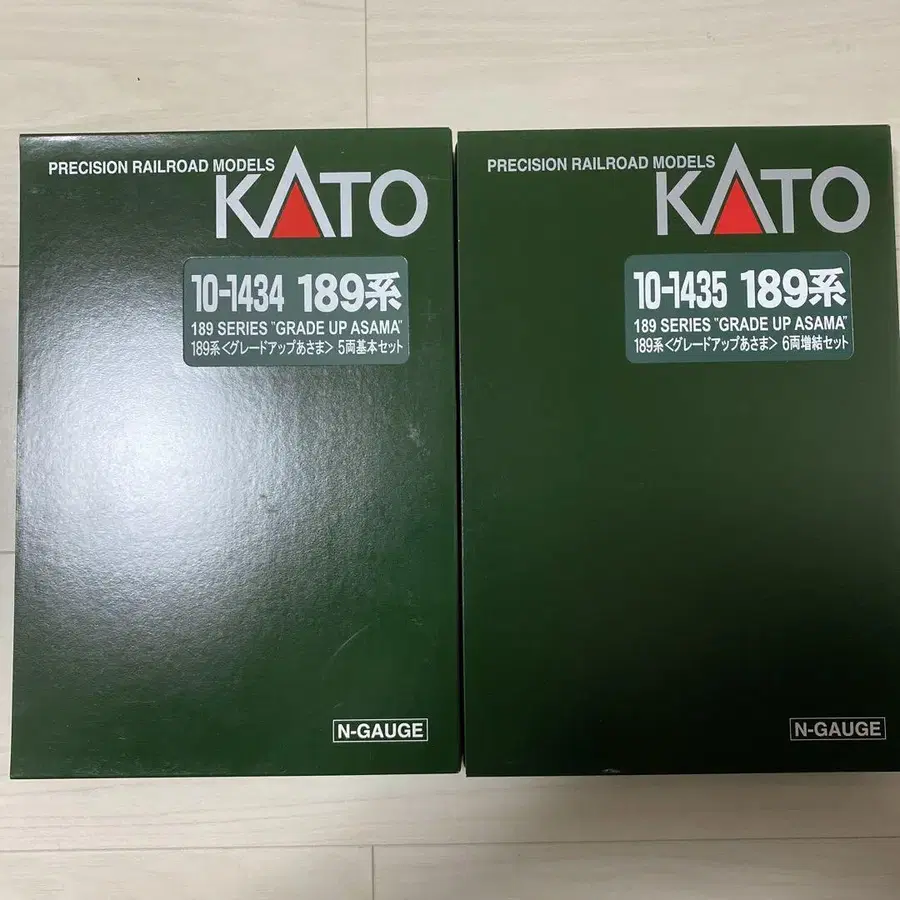 PRECISION RAILROAD MODELS
KATO
10-1434 189系
189 SERIES "GRADE UP ASAMA"
189系<グレードアップあさま> 5両基本セット
N-GAUGE
PRECISION RAILROAD MODELS
KATO
10-1435 189系
189 SERIES "GRADE UP ASAMA"
189系<グレードアップあさま> 6両増結セット
N-GAUGE